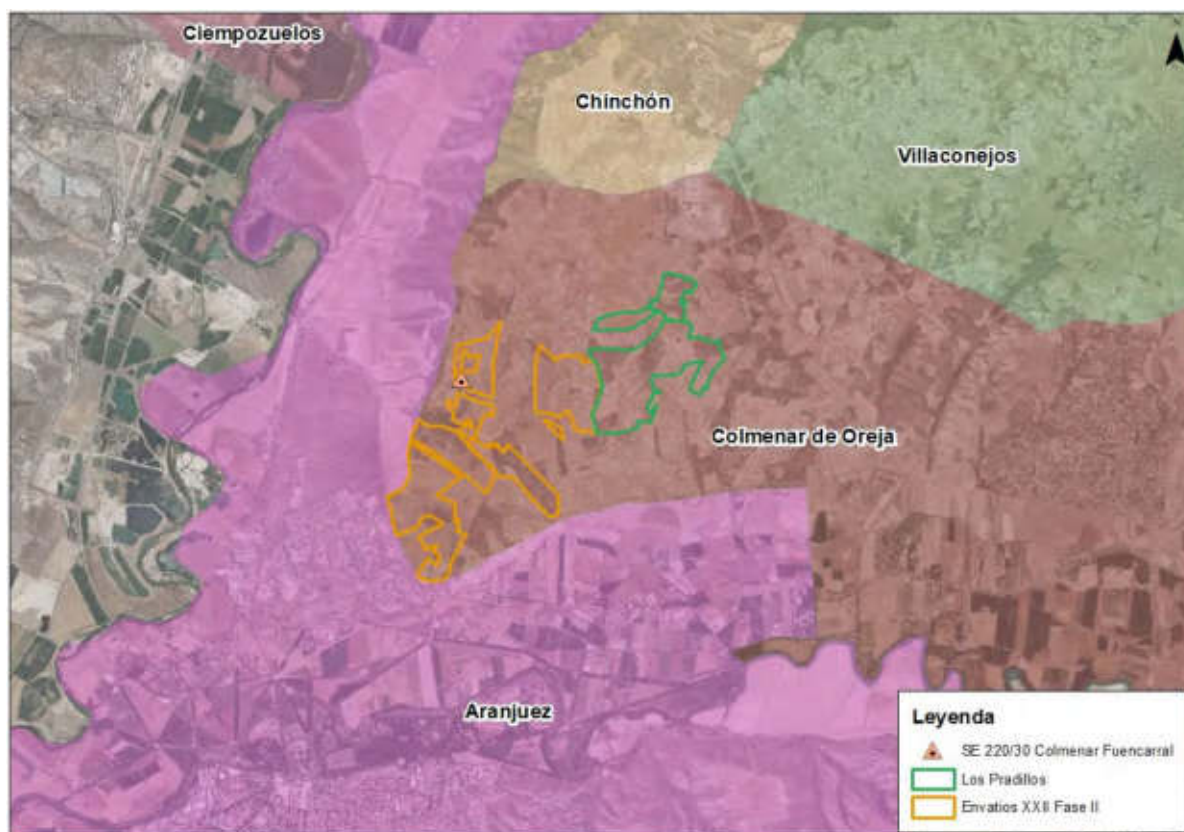 Ciempozuelos
Chinchón
Villaconejos
Colmenar de Oreja
Aranjuez
Leyenda
SE 220/30 Colmenar Fuencarral
Los Pradillos
Envatios XXII Fase II